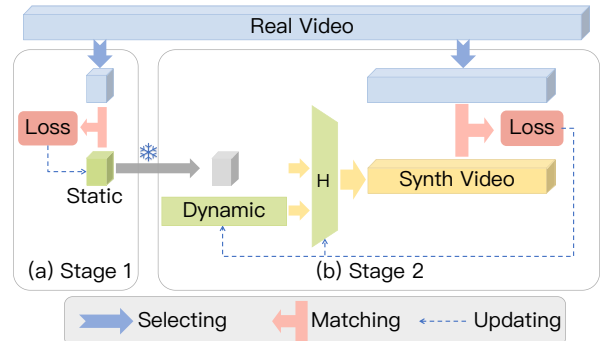 Real Video
Loss
Loss
Static
H
Synth Video
Dynamic
(a) Stage 1
(b) Stage 2
Selecting
Matching
Updating